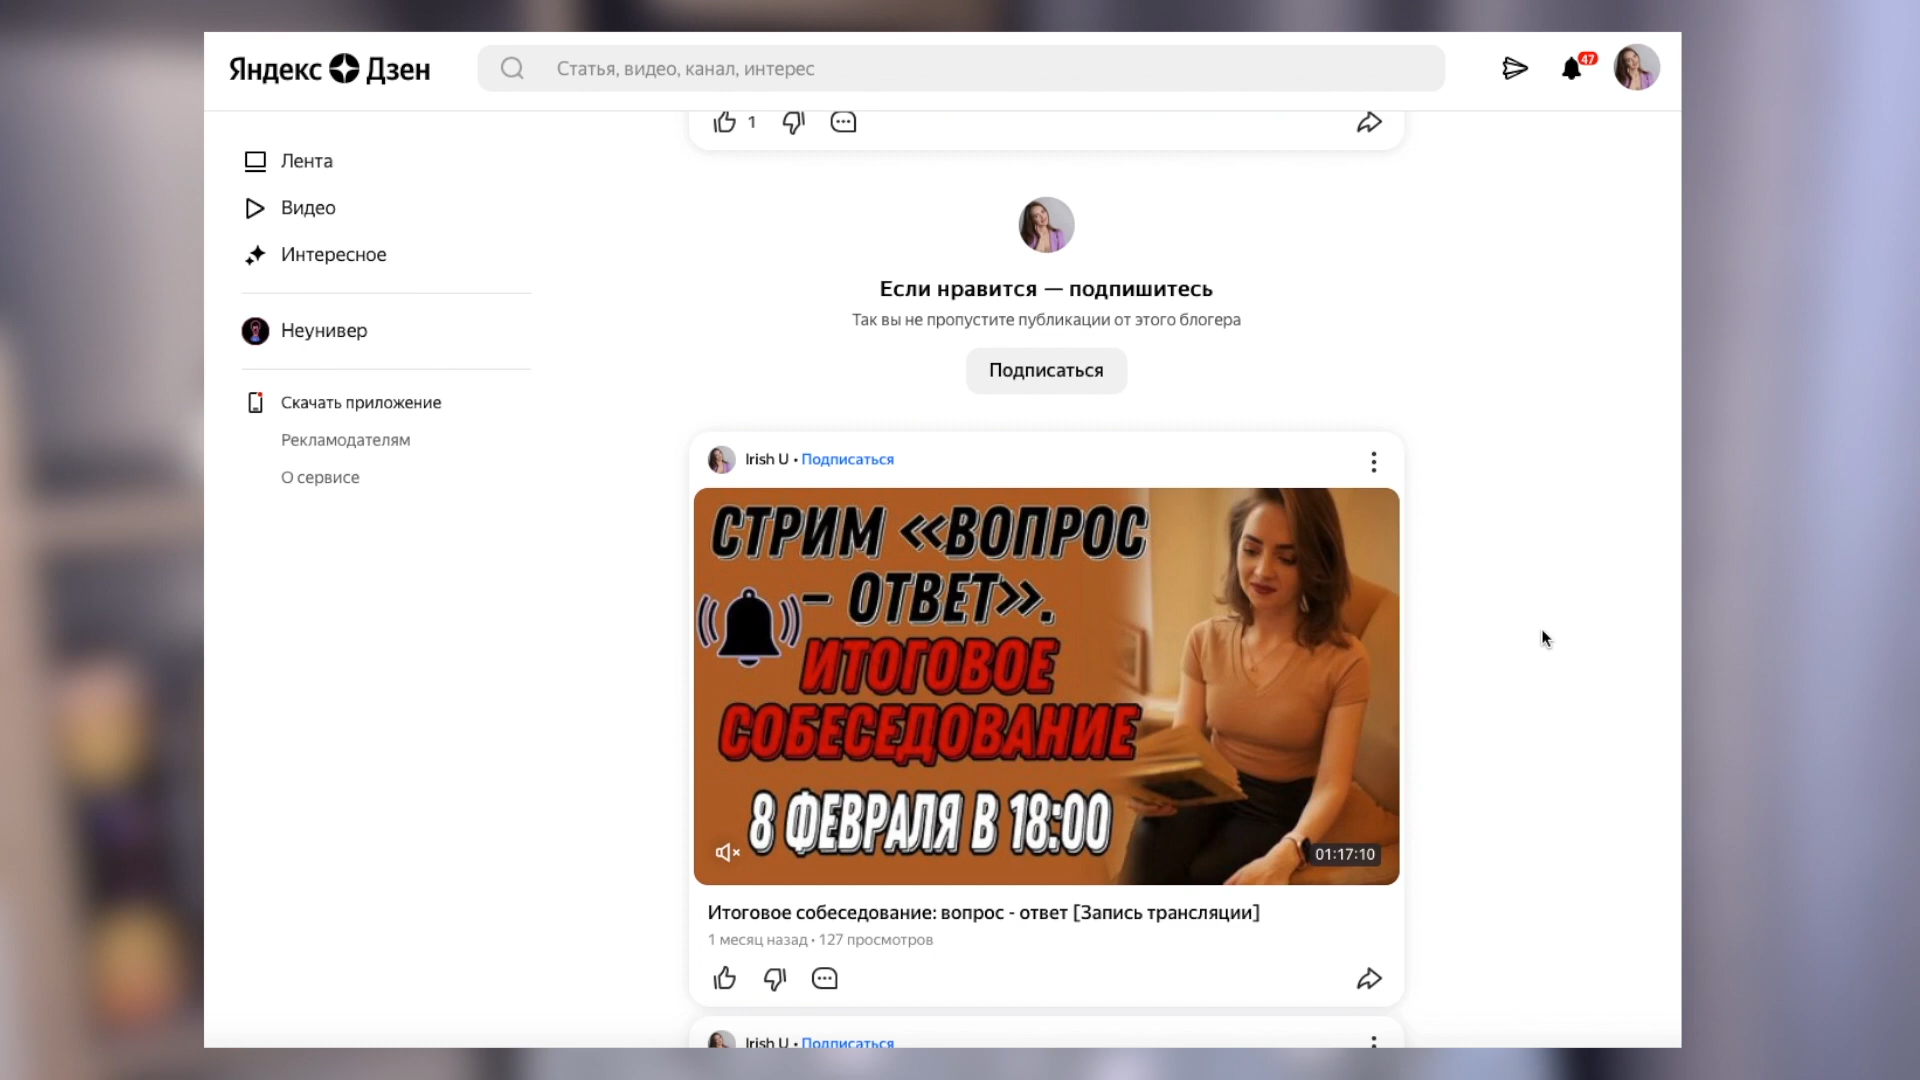 Яндекс Дзен
Статья, видео, канал, интерес
47
Лента
Видео
Интересное
Неунивер
Скачать приложение
Рекламодателям
О сервисе
1
Если нравится — подпишитесь
Так вы не пропустите публикации от этого блогера
Подписаться
Irish U • Подписаться
СТРИМ «ВОПРОС
– ОТВЕТ».
ИТОГОВОЕ
СОБЕСЕДОВАНИЕ
8 ФЕВРАЛЯ В 18:00
01:17:10
Итоговое собеседование: вопрос - ответ [Запись трансляции]
1 месяц назад • 127 просмотров
Irish U • Подписаться